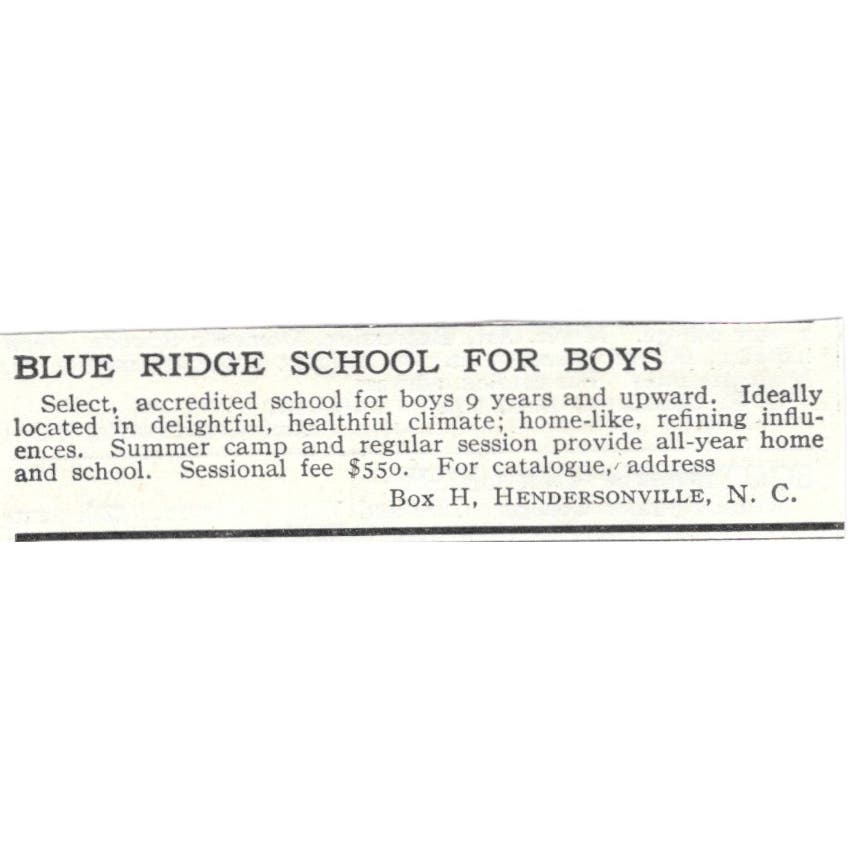 BLUE RIDGE SCHOOL FOR BOYS
Select, accredited school for boys 9 years and upward. Ideally
located in delightful, healthful climate; home-like, refining influ-
ences. Summer camp and regular session provide all-year home
and school. Sessional fee $550. For catalogue, address
Box H, HENDERSONVILLE, N. C.